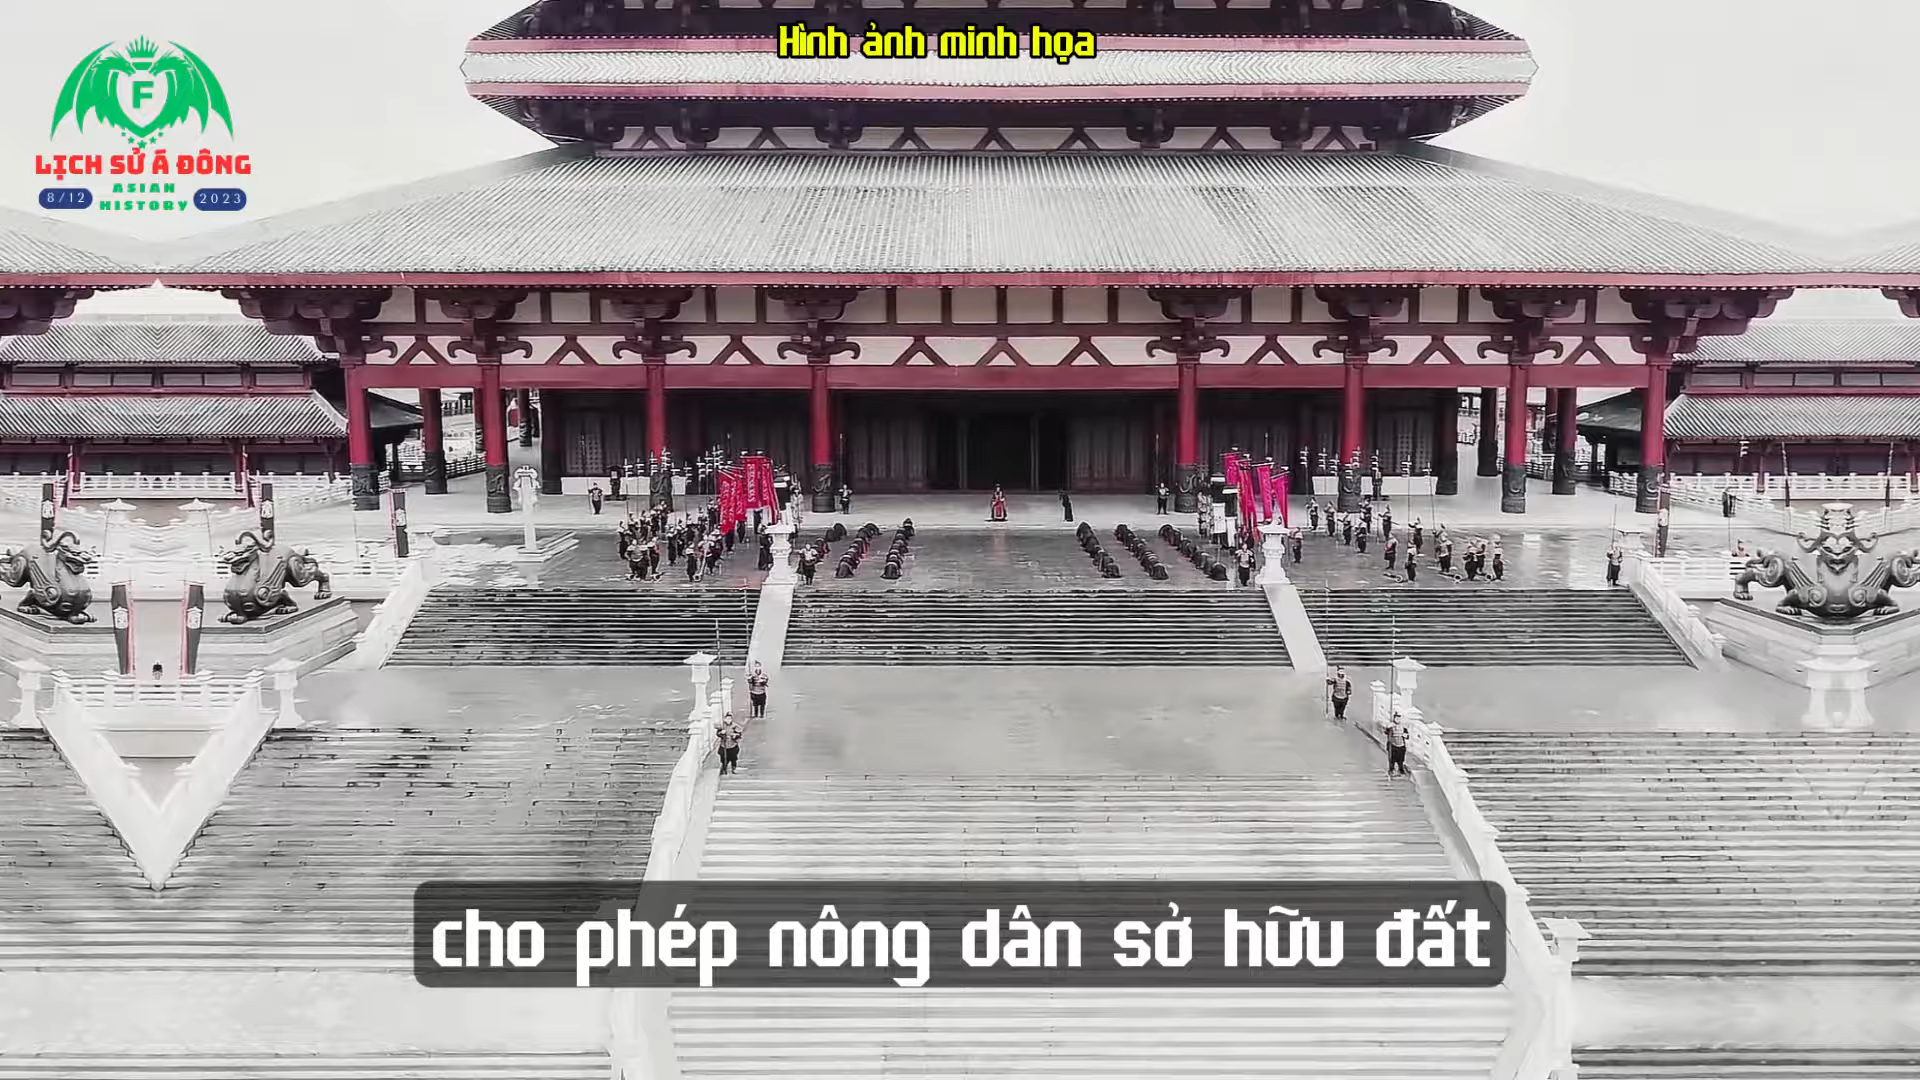 Hình ảnh minh họa
F
LỊCH SỬ Á ĐÔNG
ASIAN
8/12 HISTORY 2023
cho phép nông dân sở hữu đất